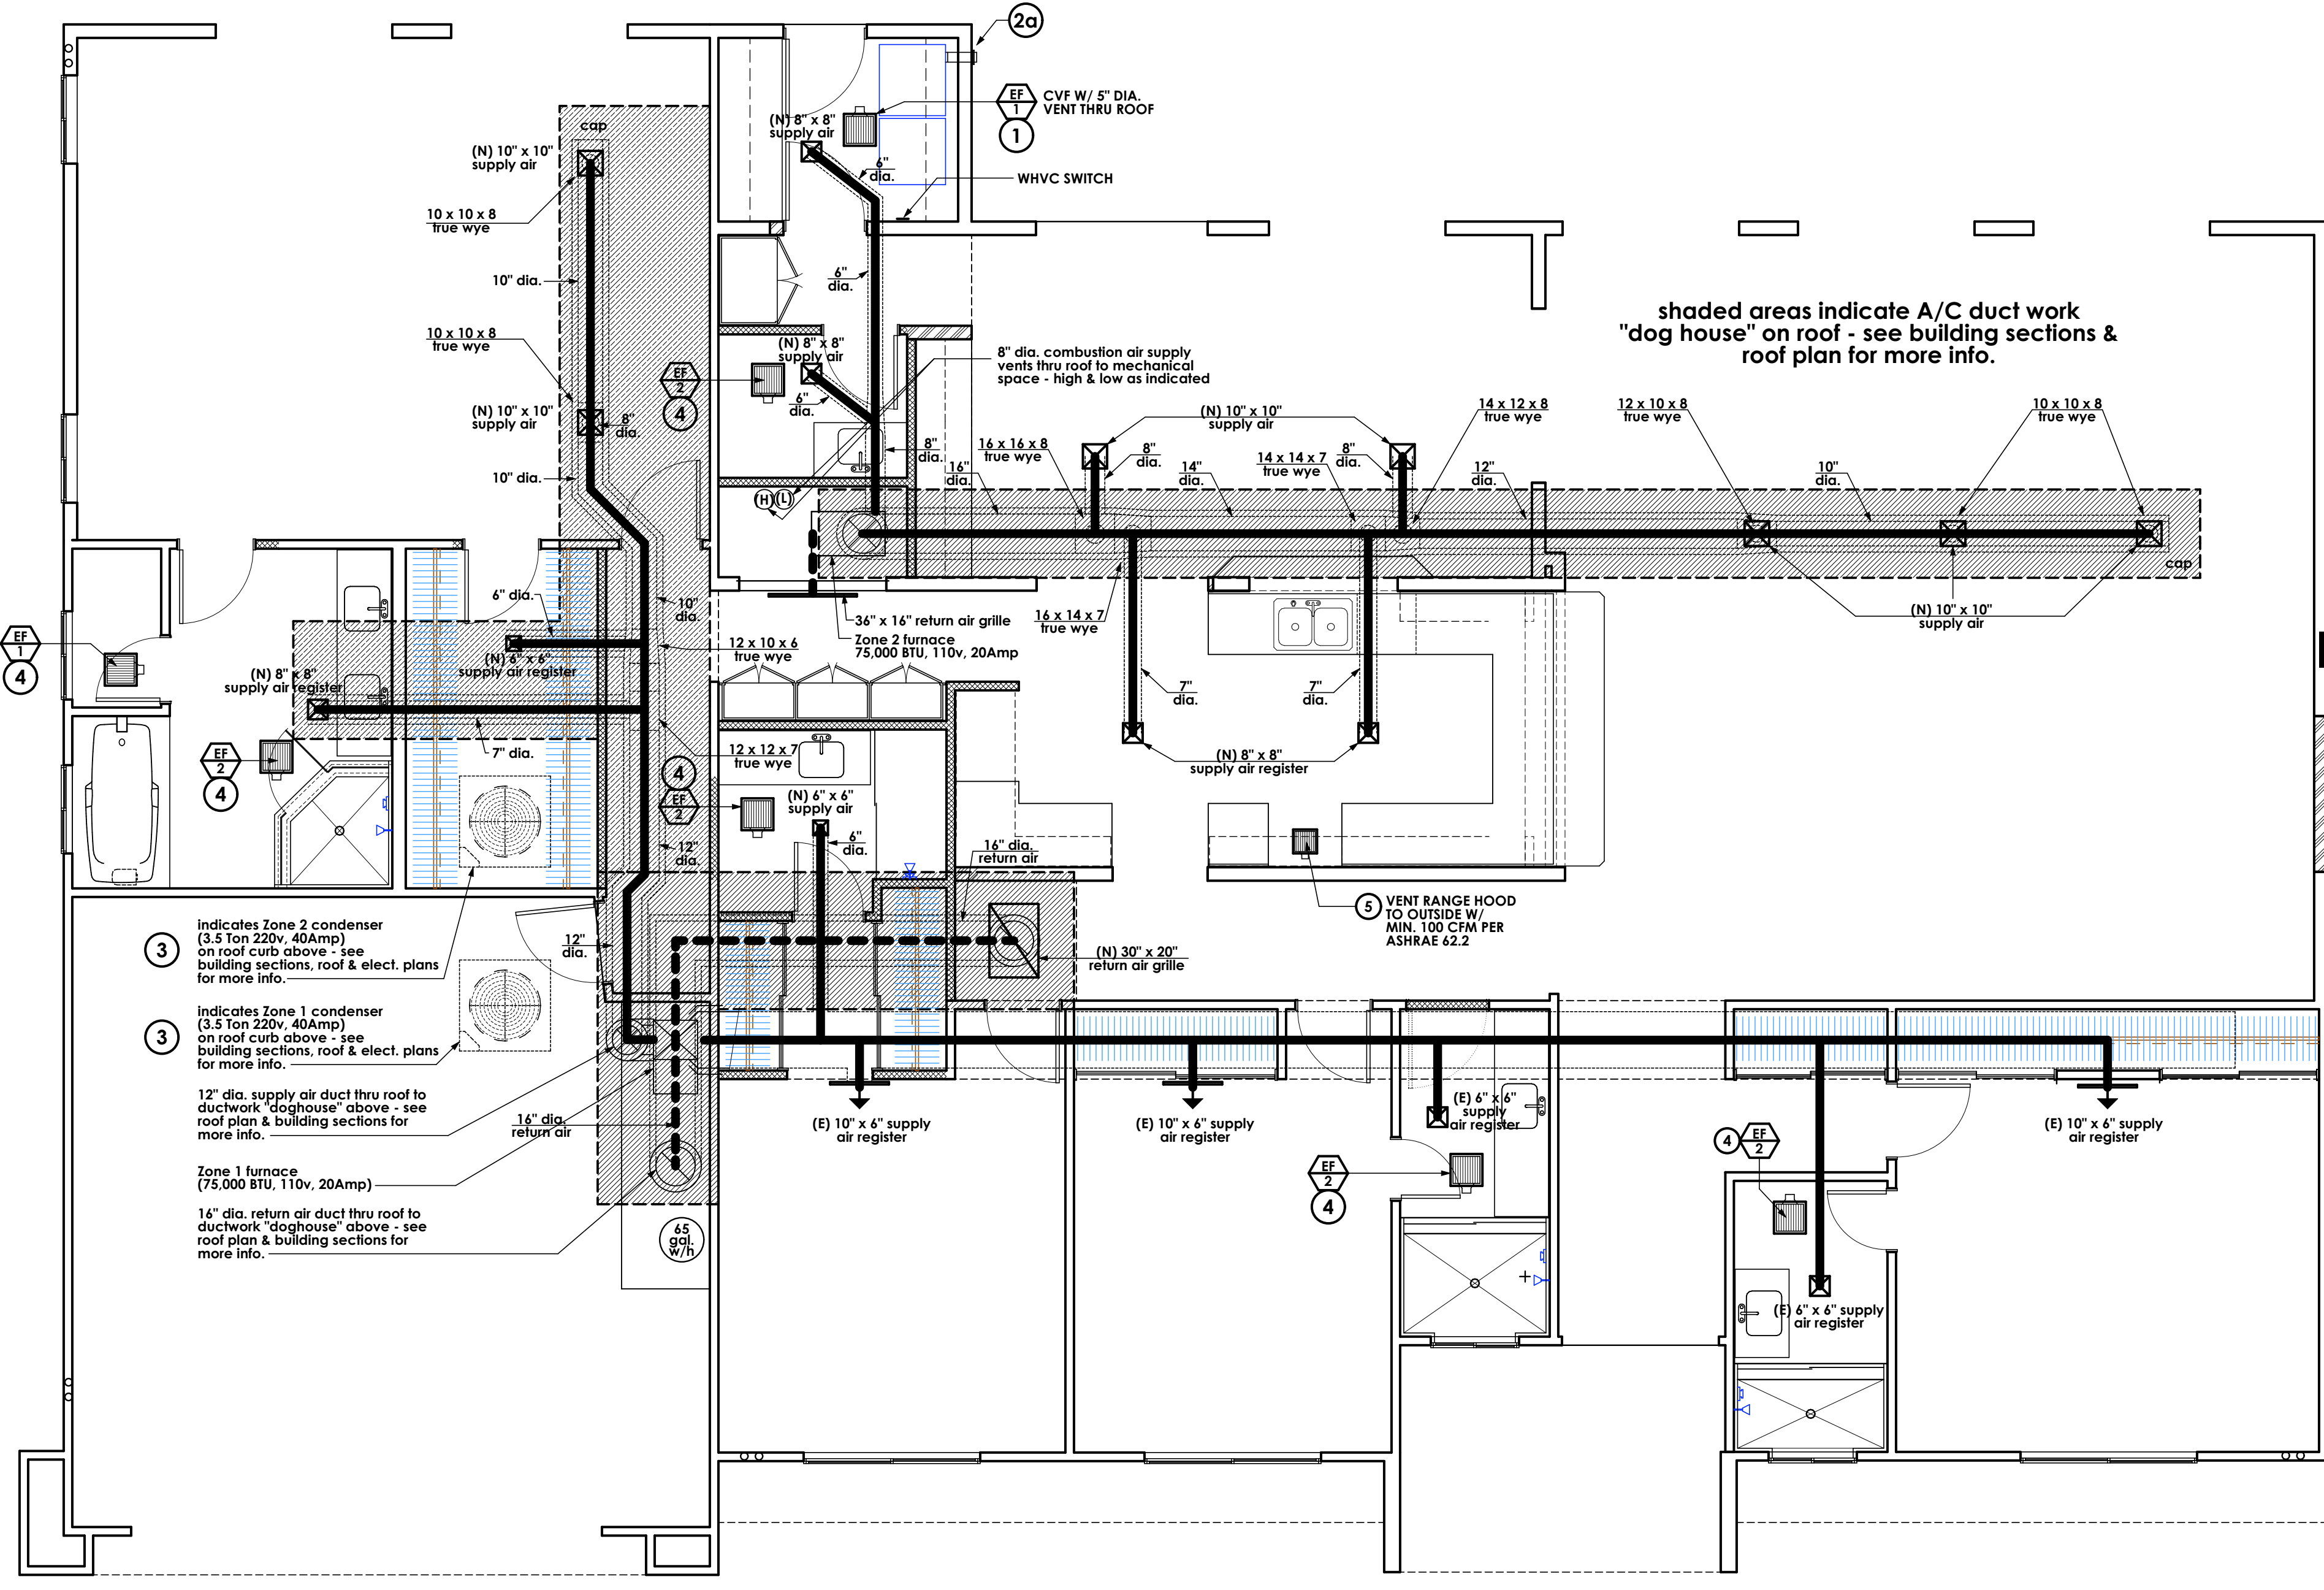 2a
EF
1
CVF W/ 5" DIA.
VENT THRU ROOF
1
(N) 8" x 8"
supply air
cap
(N) 10" x 10"
supply air
6"
dia.
WHVC SWITCH
10 x 10 x 8
true wye
10" dia.
6"
dia.
shaded areas indicate A/C duct work
"dog house" on roof - see building sections &
roof plan for more info.
10 x 10 x 8
true wye
(N) 8" x 8"
supply air
8" dia. combustion air supply
vents thru roof to mechanical
space - high & low as indicated
EF
2
4
6"
dia.
(N) 10" x 10"
supply air
8"
dia.
(N) 10" x 10"
supply air
14 x 12 x 8
true wye
12 x 10 x 8
true wye
10 x 10 x 8
true wye
8"
dia.
16 x 16 x 8
true wye
8"
dia.
14 x 14 x 7
true wye
8"
dia.
10" dia.
16"
dia.
14"
dia.
12"
dia.
10"
dia.
(H)
(L)
cap
6" dia.
10"
dia.
36" x 16" return air grille
16 x 14 x 7
true wye
(N) 10" x 10"
supply air
Zone 2 furnace
75,000 BTU, 110v, 20Amp
EF
1
4
12 x 10 x 6
true wye
(N) 6" x 6"
supply air register
(N) 8" x 8"
supply air register
7"
dia.
7"
dia.
7" dia.
12 x 12 x 7
true wye
(N) 8" x 8"
supply air register
EF
2
4
4
EF
2
(N) 6" x 6"
supply air
6"
dia.
12"
dia.
16" dia.
return air
5
VENT RANGE HOOD
TO OUTSIDE W/
MIN. 100 CFM PER
ASHRAE 62.2
3
indicates Zone 2 condenser
(3.5 Ton 220v, 40Amp)
on roof curb above - see
building sections, roof & elect. plans
for more info.
12"
dia.
(N) 30" x 20"
return air grille
3
indicates Zone 1 condenser
(3.5 Ton 220v, 40Amp)
on roof curb above - see
building sections, roof & elect. plans
for more info.
12" dia. supply air duct thru roof to
ductwork "doghouse" above - see
roof plan & building sections for
more info.
16" dia.
return air
(E) 10" x 6" supply
air register
(E) 10" x 6" supply
air register
(E) 6" x 6"
supply
air register
4
EF
2
(E) 10" x 6" supply
air register
Zone 1 furnace
(75,000 BTU, 110v, 20Amp)
EF
2
4
16" dia. return air duct thru roof to
ductwork "doghouse" above - see
roof plan & building sections for
more info.
65
gal.
w/h
(E) 6" x 6" supply
air register